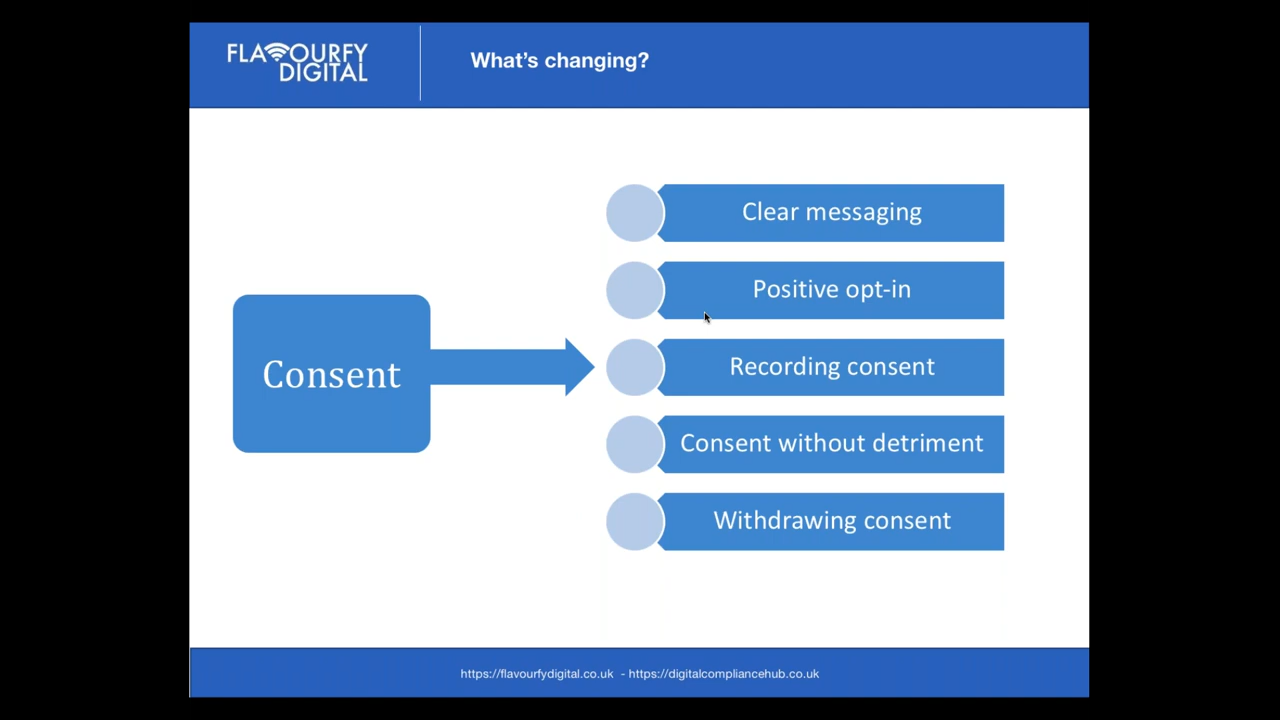 FLAVOURFY
DIGITAL
What’s changing?
Consent
Clear messaging
Positive opt-in
Recording consent
Consent without detriment
Withdrawing consent
https://flavourfydigital.co.uk - https://digitalcompliancehub.co.uk